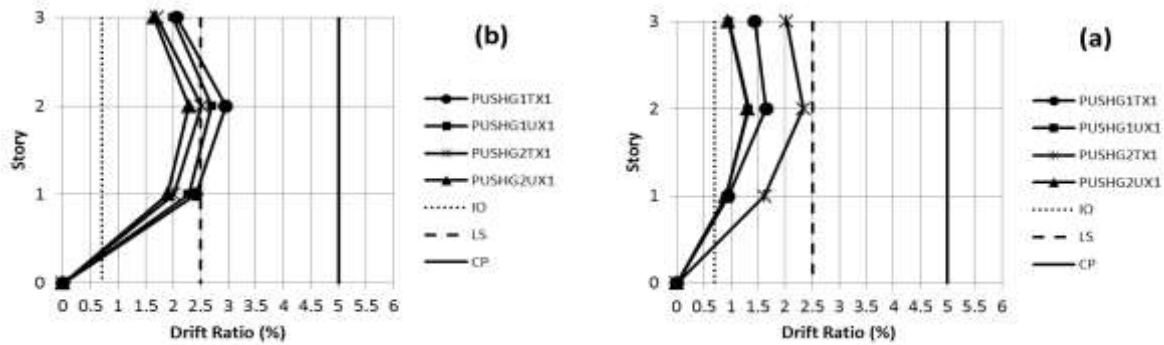 (b)
3
2
1
0
Story
0 0.5 1 1.5 2 2.5 3 3.5 4 4.5 5 5.5 6
Drift Ratio (%)
PUSHG1TX1
PUSHG1UX1
PUSHG2TX1
PUSHG2UX1
IO
LS
CP
(a)
3
2
1
0
Story
0 0.5 1 1.5 2 2.5 3 3.5 4 4.5 5 5.5 6
Drift Ratio (%)
PUSHG1TX1
PUSHG1UX1
PUSHG2TX1
PUSHG2UX1
IO
LS
CP